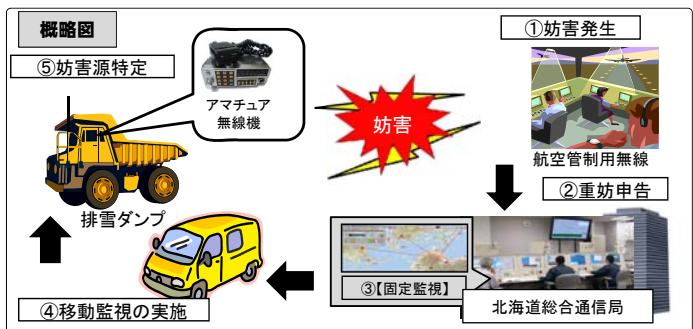 概略図
⑤妨害源特定
アマチュア
無線機
排雪ダンプ
妨害
①妨害発生
航空管制用無線
②重妨申告
③【固定監視】
北海道総合通信局
④移動監視の実施